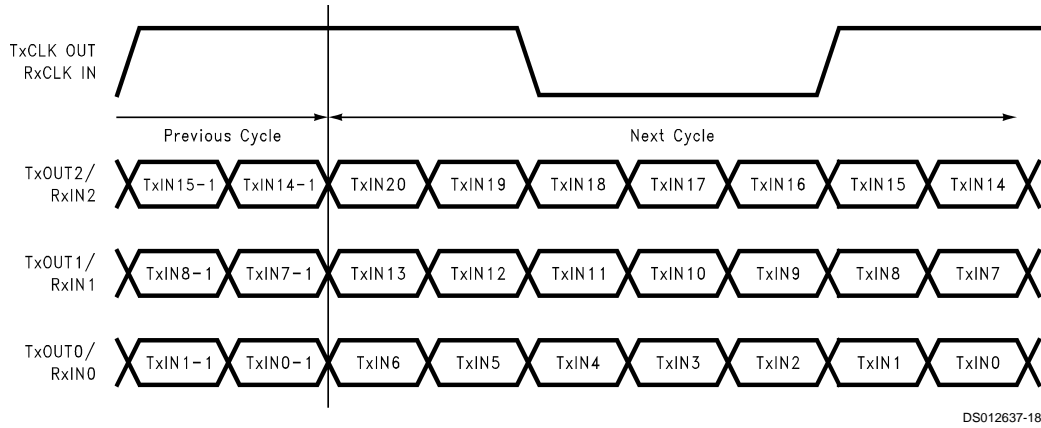 TxCLK OUT
RxCLK IN
Previous Cycle
Next Cycle
TxOUT2/
RxIN2
TxIN15-1 TxIN14-1 TxIN20 TxIN19 TxIN18 TxIN17 TxIN16 TxIN15 TxIN14
TxOUT1/
RxIN1
TxIN8-1 TxIN7-1 TxIN13 TxIN12 TxIN11 TxIN10 TxIN9 TxIN8 TxIN7
TxOUT0/
RxIN0
TxIN1-1 TxIN0-1 TxIN6 TxIN5 TxIN4 TxIN3 TxIN2 TxIN1 TxIN0
DS012637-18